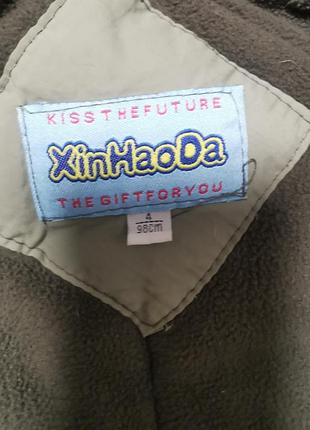 KISS THE FUTURE
XinHaoDa
THE GIFT FOR YOU
4
98cm